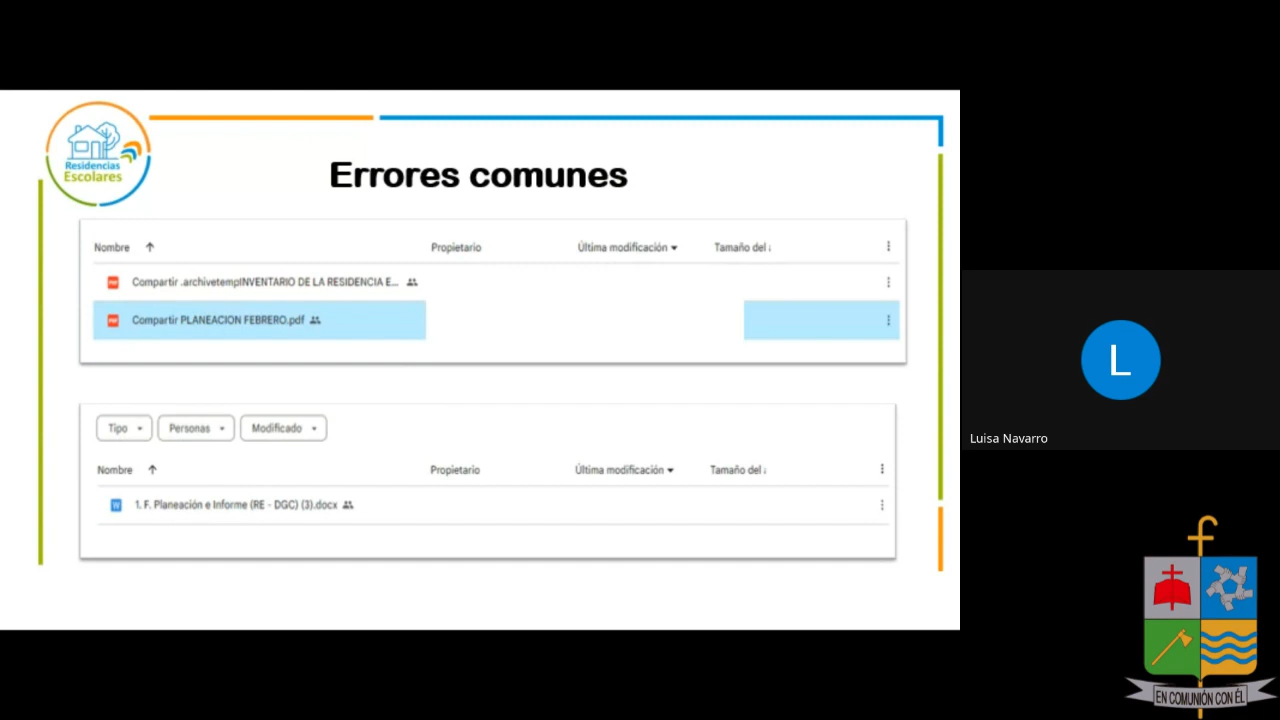 Residencias
Escolares
Errores comunes
Nombre ↑ Propietario Última modificación ▾ Tamaño del
Compartir .archivetempINVENTARIO DE LA RESIDENCIA E...
Compartir PLANEACION FEBRERO.pdf
Tipo Personas Modificado
Nombre ↑ Propietario Última modificación ▾ Tamaño del
1. F. Planeación e Informe (RE - DGC) (3).docx
L
Luisa Navarro
EN COMUNIÓN CON ÉL